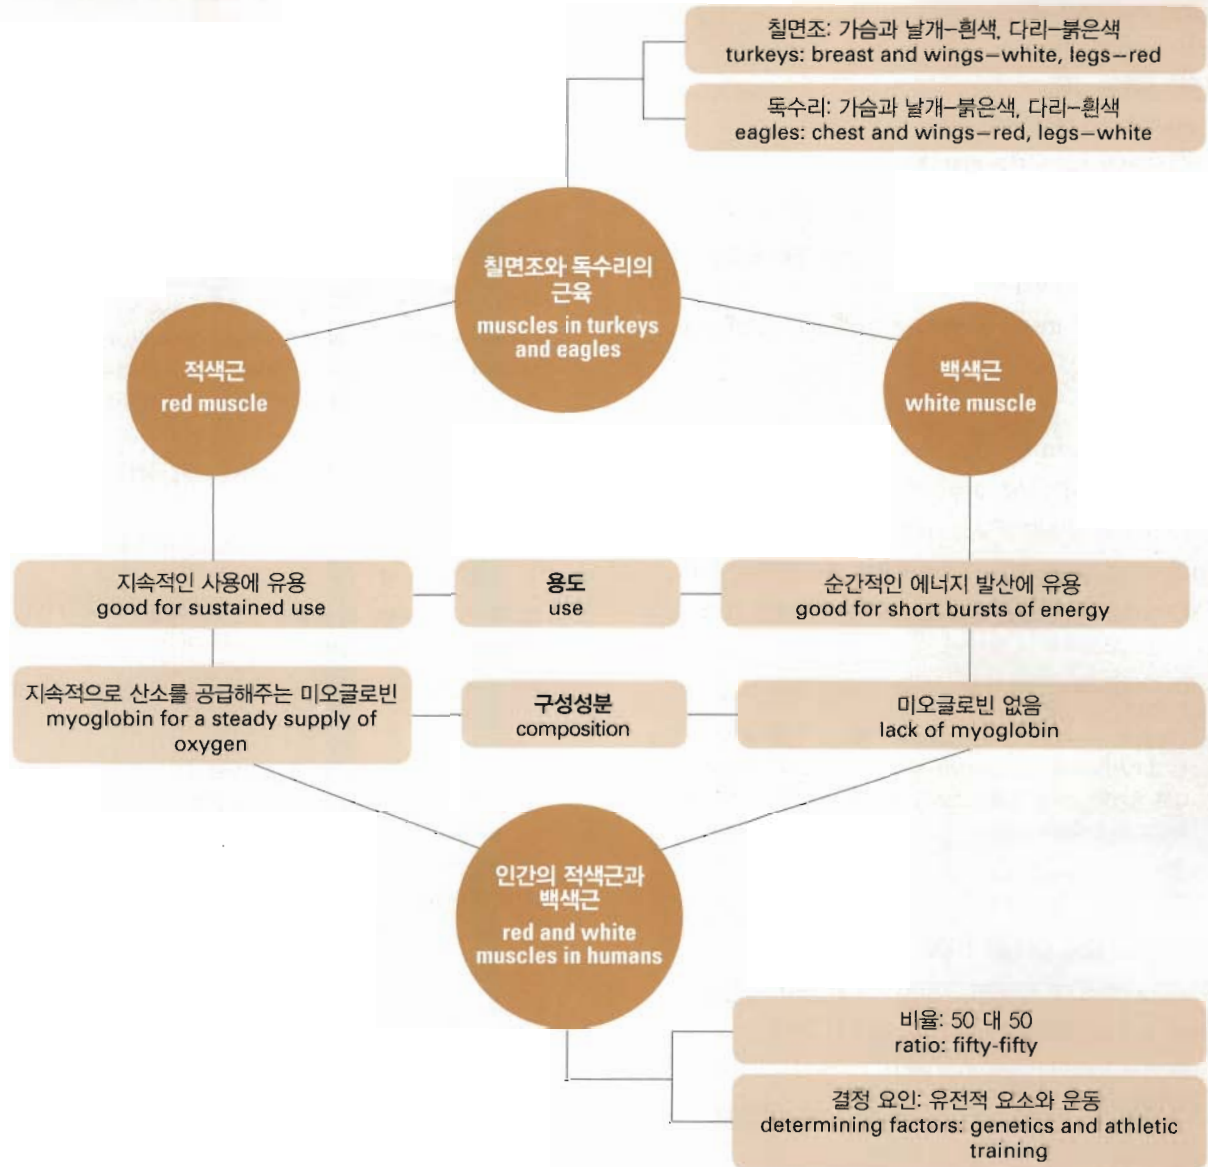 칠면조: 가슴과 날개–흰색, 다리–붉은색
turkeys: breast and wings–white, legs–red
독수리: 가슴과 날개–붉은색, 다리–흰색
eagles: chest and wings–red, legs–white
칠면조와 독수리의
근육
muscles in turkeys
and eagles
적색근
red muscle
백색근
white muscle
지속적인 사용에 유용
good for sustained use
용도
use
순간적인 에너지 발산에 유용
good for short bursts of energy
지속적으로 산소를 공급해주는 미오글로빈
myoglobin for a steady supply of
oxygen
구성성분
composition
미오글로빈 없음
lack of myoglobin
인간의 적색근과
백색근
red and white
muscles in humans
비율: 50 대 50
ratio: fifty-fifty
결정 요인: 유전적 요소와 운동
determining factors: genetics and athletic
training